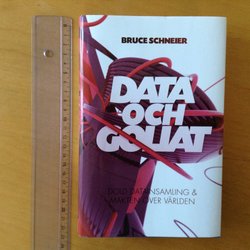 BRUCE SCHNEIER
DATA
OCH
GOLIAT
DOLD DATAINSAMLING &
MAKTEN ÖVER VÄRLDEN